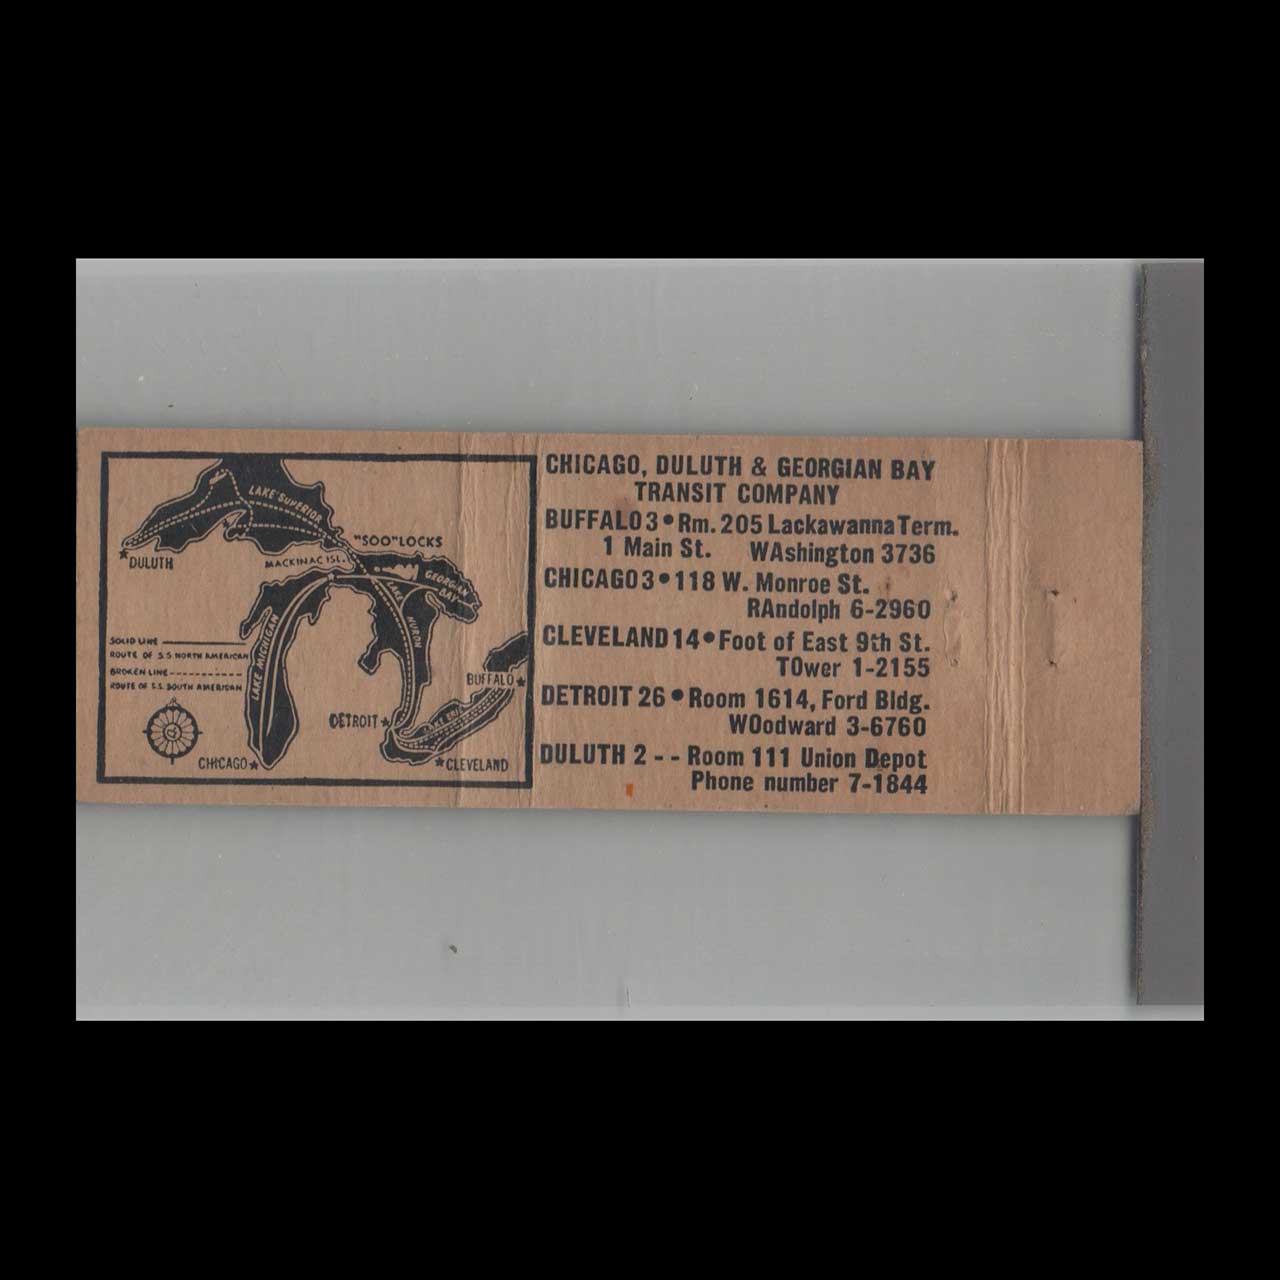 LAKE SUPERIOR
"SOO" LOCKS
DULUTH
MACKINAC ISL.
GEORGIAN
BAY
LAKE
HURON
LAKE MICHIGAN
SOLID LINE
ROUTE OF S.S. NORTH AMERICAN
BROKEN LINE
ROUTE OF S.S. SOUTH AMERICAN
BUFFALO
DETROIT
LAKE ERIE
CHICAGO
CLEVELAND
CHICAGO, DULUTH & GEORGIAN BAY
TRANSIT COMPANY
BUFFALO 3 • Rm. 205 Lackawanna Term.
1 Main St. WAshington 3736
CHICAGO 3 • 118 W. Monroe St.
RAndolph 6-2960
CLEVELAND 14 • Foot of East 9th St.
TOwer 1-2155
DETROIT 26 • Room 1614, Ford Bldg.
WOodward 3-6760
DULUTH 2 - - Room 111 Union Depot
Phone number 7-1844